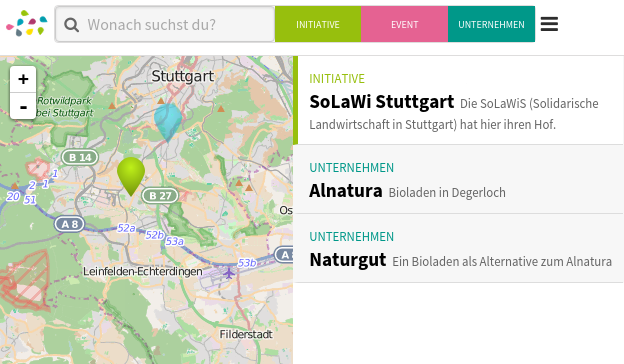 Wonach suchst du?
INITIATIVE
EVENT
UNTERNEHMEN
+
-
Stuttgart
Rotwildpark
bei Stuttgart
B 14
B 27
1
2
1
20
51
A 8
52a
52b
53a
53b
A
Os
Leinfelden-Echterdingen
Filderstadt
INITIATIVE
SoLaWi Stuttgart Die SoLaWiS (Solidarische
Landwirtschaft in Stuttgart) hat hier ihren Hof.
UNTERNEHMEN
Alnatura Bioladen in Degerloch
UNTERNEHMEN
Naturgut Ein Bioladen als Alternative zum Alnatura